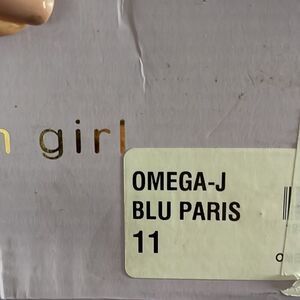 girl
OMEGA-J
BLU PARIS
11